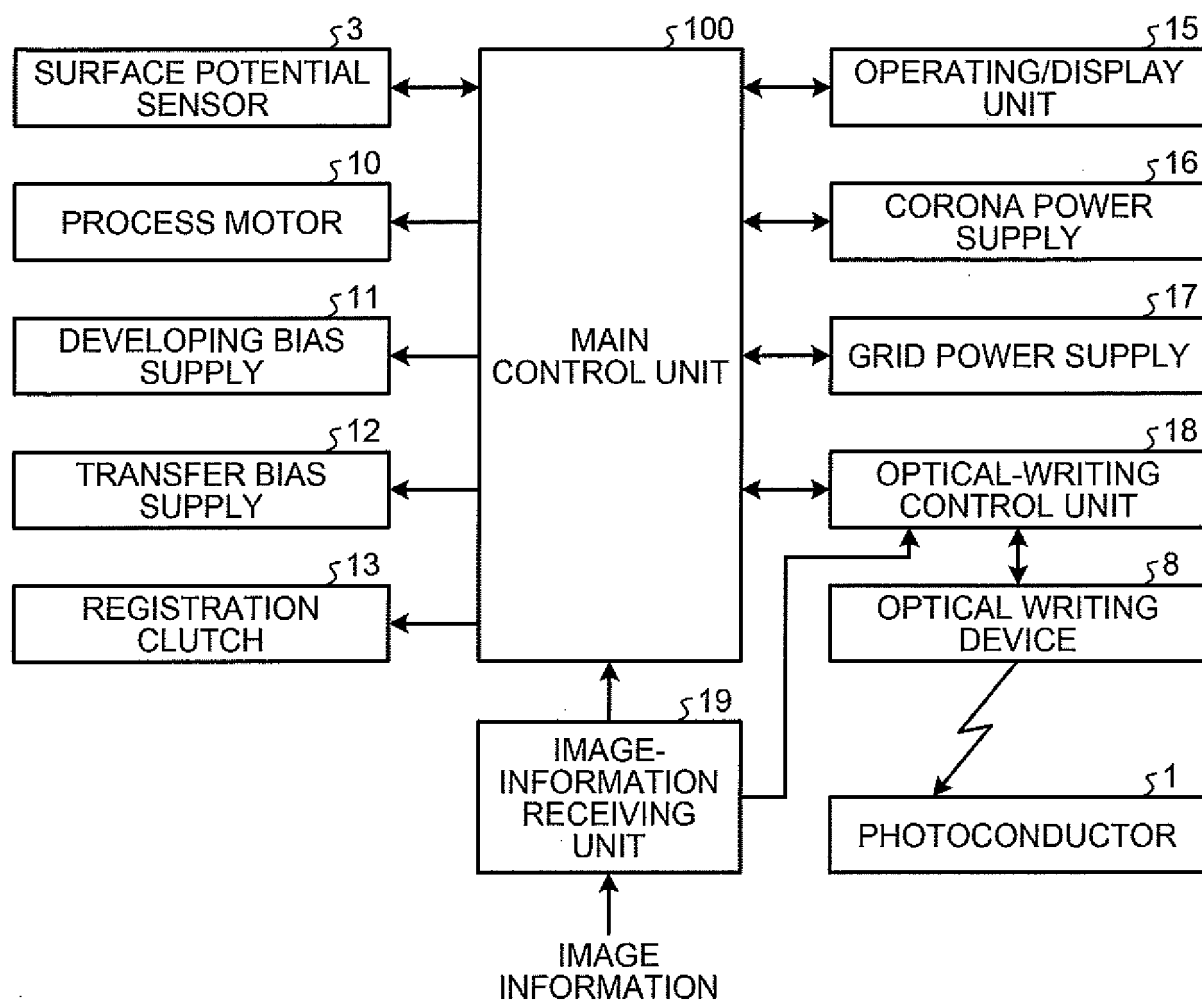 3
SURFACE POTENTIAL
SENSOR
10
PROCESS MOTOR
11
DEVELOPING BIAS
SUPPLY
12
TRANSFER BIAS
SUPPLY
13
REGISTRATION
CLUTCH
100
MAIN
CONTROL UNIT
19
IMAGE-
INFORMATION
RECEIVING
UNIT
IMAGE
INFORMATION
15
OPERATING/DISPLAY
UNIT
16
CORONA POWER
SUPPLY
17
GRID POWER SUPPLY
18
OPTICAL-WRITING
CONTROL UNIT
8
OPTICAL WRITING
DEVICE
1
PHOTOCONDUCTOR